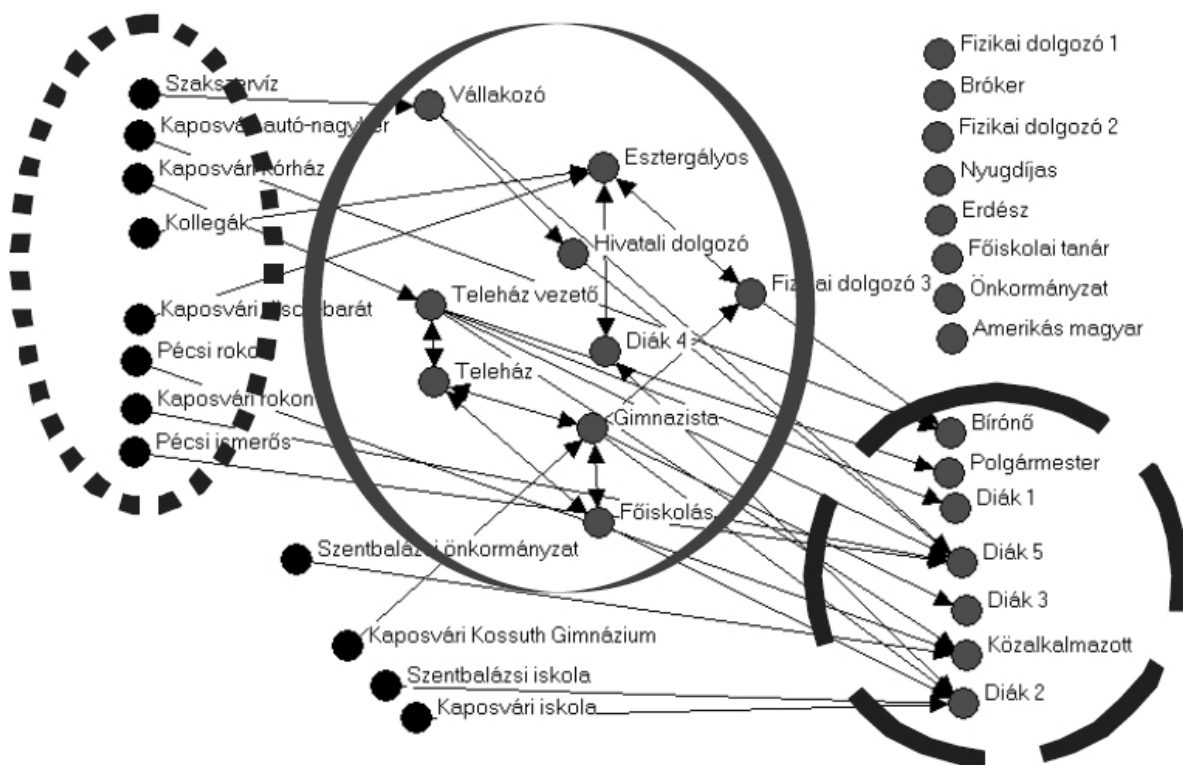 Szakszervíz
Kaposvári autó-nagyker
Kaposvári kórház
Kollegák
Kaposvári
Pécsi rokon
Kaposvári rokon
Pécsi ismerős
Szentbalázsi önkormányzat
Kaposvári Kossuth Gimnázium
Szentbalázsi iskola
Kaposvári iskola
Vállakozó
Esztergályos
Hivatali dolgozó
Teleház vezető
Fizikai dolgozó 3
Diák 4
Teleház
Gimnazista
Főiskolás
Fizikai dolgozó 1
Bróker
Fizikai dolgozó 2
Nyugdíjas
Erdész
Főiskolai tanár
Önkormányzat
Amerikás magyar
Bírónő
Polgármester
Diák 1
Diák 5
Diák 3
Közalkalmazott
Diák 2